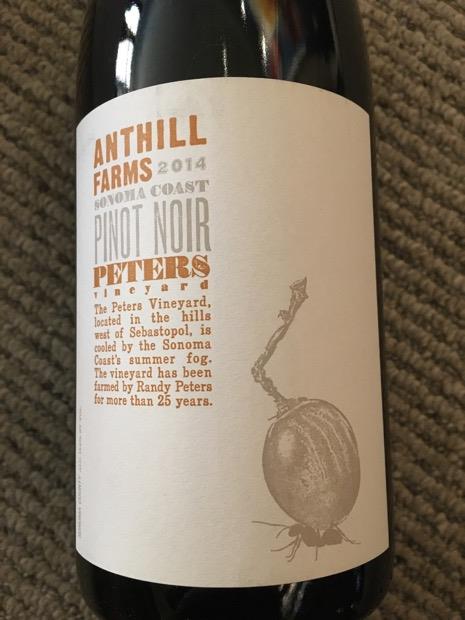 ANTHILL
FARMS 2014
SONOMA COAST
PINOT NOIR
PETERS
vineyard
The Peters Vineyard,
located in the hills
west of Sebastopol, is
cooled by the Sonoma
Coast's summer fog.
The vineyard has been
farmed by Randy Peters
for more than 25 years.